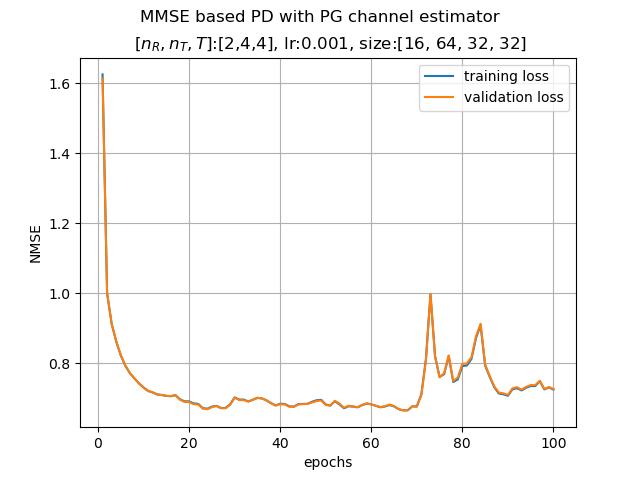 MMSE based PD with PG channel estimator
[n_R, n_T, T]:[2,4,4], lr:0.001, size:[16, 64, 32, 32]
training loss
validation loss
NMSE
1.6
1.4
1.2
1.0
0.8
0 20 40 60 80 100
epochs